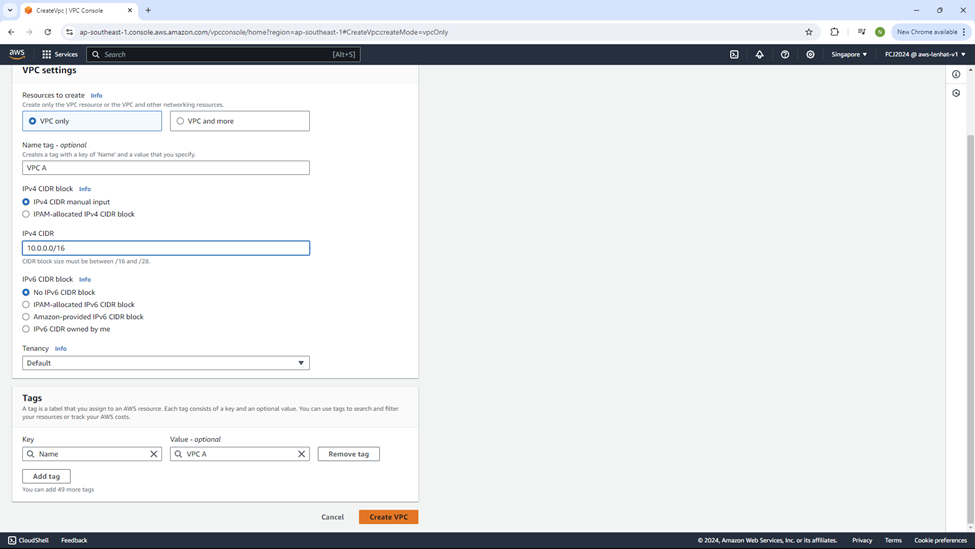 CreateVpc | VPC Console
ap-southeast-1.console.aws.amazon.com/vpcconsole/home?region=ap-southeast-1#CreateVpc:createMode=vpcOnly
New Chrome available
aws
Services
Search
[Alt+S]
Singapore
FCJ2024 @ aws-lenhat-v1
VPC settings
Resources to create Info
Create only the VPC resource or the VPC and other networking resources.
VPC only
VPC and more
Name tag - optional
Creates a tag with a key of 'Name' and a value that you specify.
VPC A
IPv4 CIDR block Info
IPv4 CIDR manual input
IPAM-allocated IPv4 CIDR block
IPv4 CIDR
10.0.0.0/16
CIDR block size must be between /16 and /28.
IPv6 CIDR block Info
No IPv6 CIDR block
IPAM-allocated IPv6 CIDR block
Amazon-provided IPv6 CIDR block
IPv6 CIDR owned by me
Tenancy Info
Default
Tags
A tag is a label that you assign to an AWS resource. Each tag consists of a key and an optional value. You can use tags to search and filter
your resources or track your AWS costs.
Key
Value - optional
Name
VPC A
Remove tag
Add tag
You can add 49 more tags
Cancel
Create VPC
CloudShell
Feedback
© 2024, Amazon Web Services, Inc. or its affiliates.
Privacy
Terms
Cookie preferences